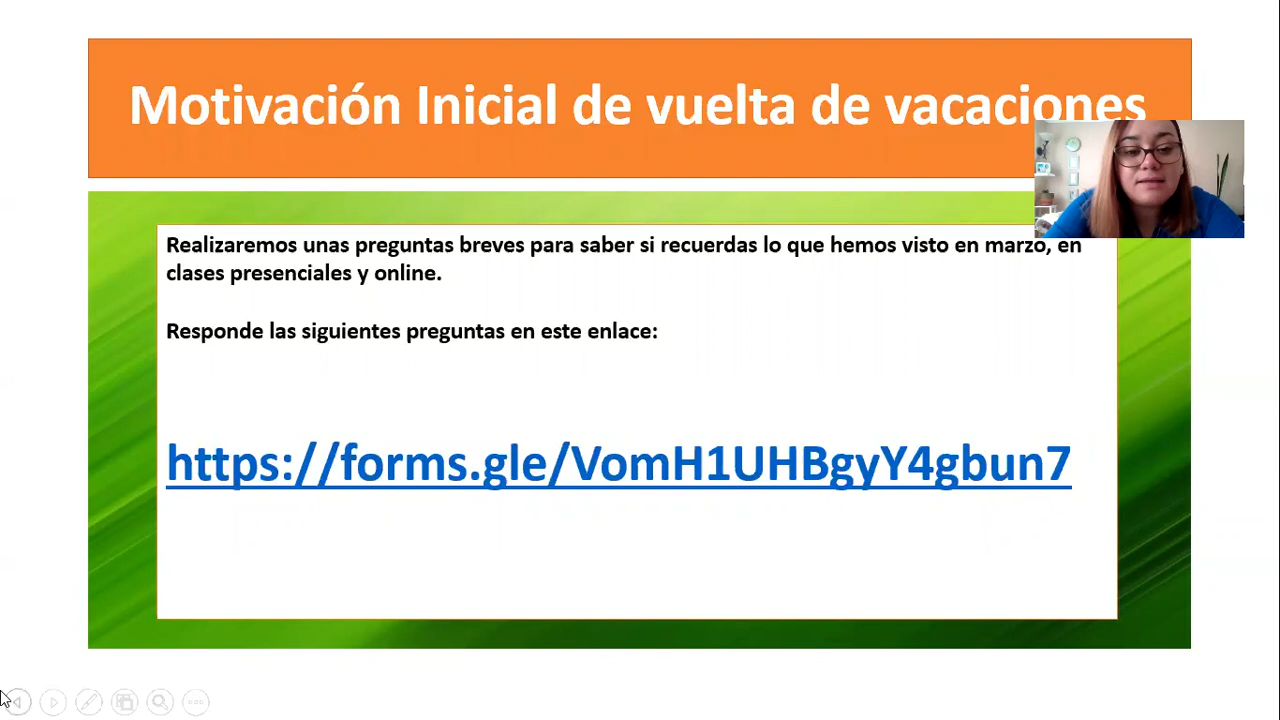 Motivación Inicial de vuelta de vacaciones
Realizaremos unas preguntas breves para saber si recuerdas lo que hemos visto en marzo, en
clases presenciales y online.
Responde las siguientes preguntas en este enlace:
https://forms.gle/VomH1UHBgyY4gbun7